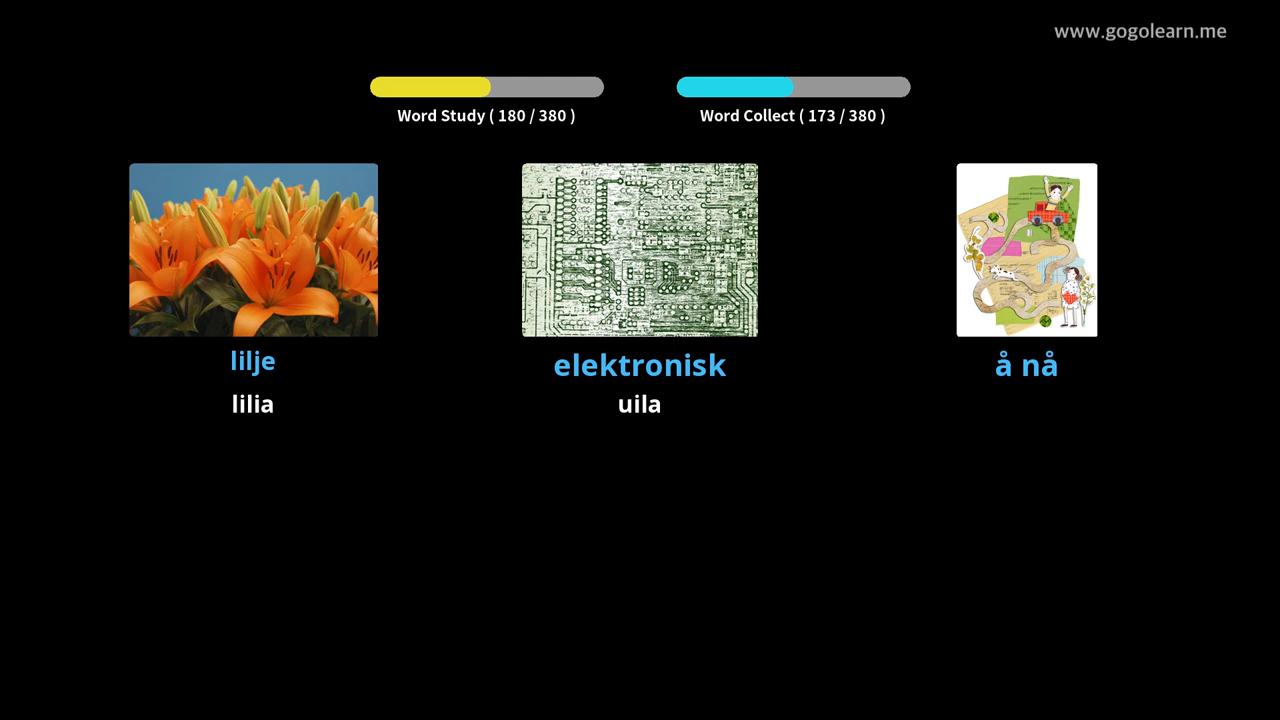 www.gogolearn.me
Word Study ( 180 / 380 )
Word Collect ( 173 / 380 )
lilje
elektronisk
å nå
lilia
uila